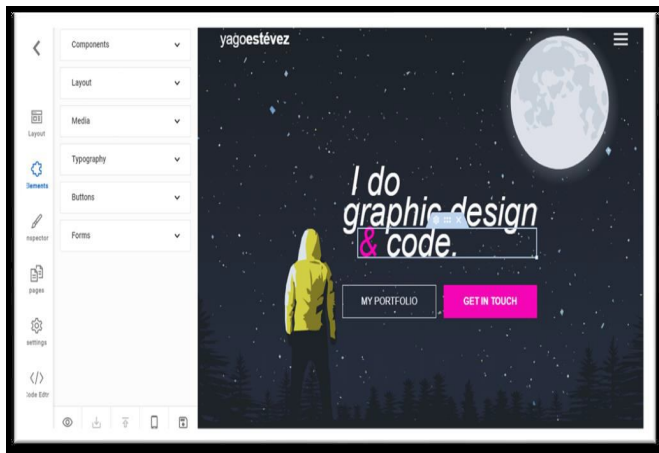 Components
Layout
Media
Typography
Buttons
Forms
Layout
Elements
nspector
pages
settings
ode Editr
yagoestévez
I do
graphic design
& code.
MY PORTFOLIO
GET IN TOUCH